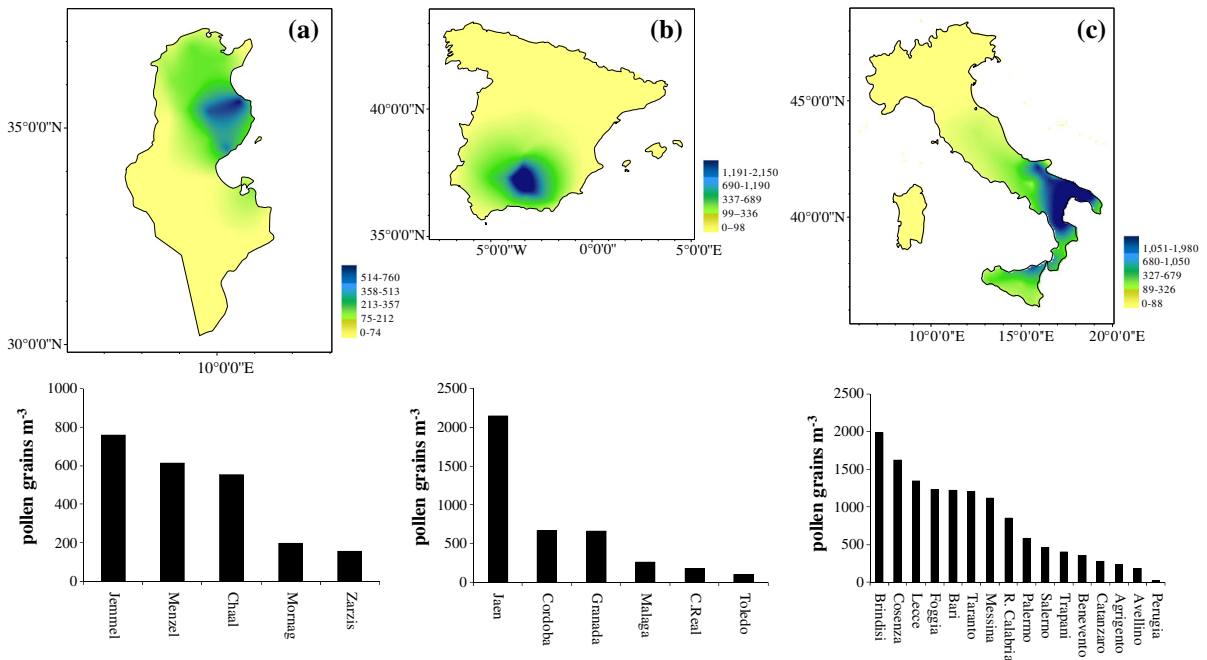 (a)
35°0'0"N
30°0'0"N
10°0'0"E
514-760
358-513
213-357
75-212
0-74
(b)
40°0'0"N
35°0'0"N
5°0'0"W
0°0'0"
5°0'0"E
1,191-2,150
690-1,190
337-689
99–336
0–98
(c)
45°0'0"N
40°0'0"N
10°0'0"E
15°0'0"E
20°0'0"E
1,051-1,980
680-1,050
327-679
89-326
0-88
pollen grains m-3
1000
800
600
400
200
0
Jemmel
Menzel
Chaal
Mornag
Zarzis
pollen grains m-3
2500
2000
1500
1000
500
0
Jaen
Cordoba
Granada
Malaga
C.Real
Toledo
pollen grains m-3
2500
2000
1500
1000
500
0
Brindisi
Cosenza
Lecce
Foggia
Bari
Taranto
Messina
R. Calabria
Palermo
Salerno
Trapani
Benevento
Catanzaro
Agrigento
Avellino
Perugia